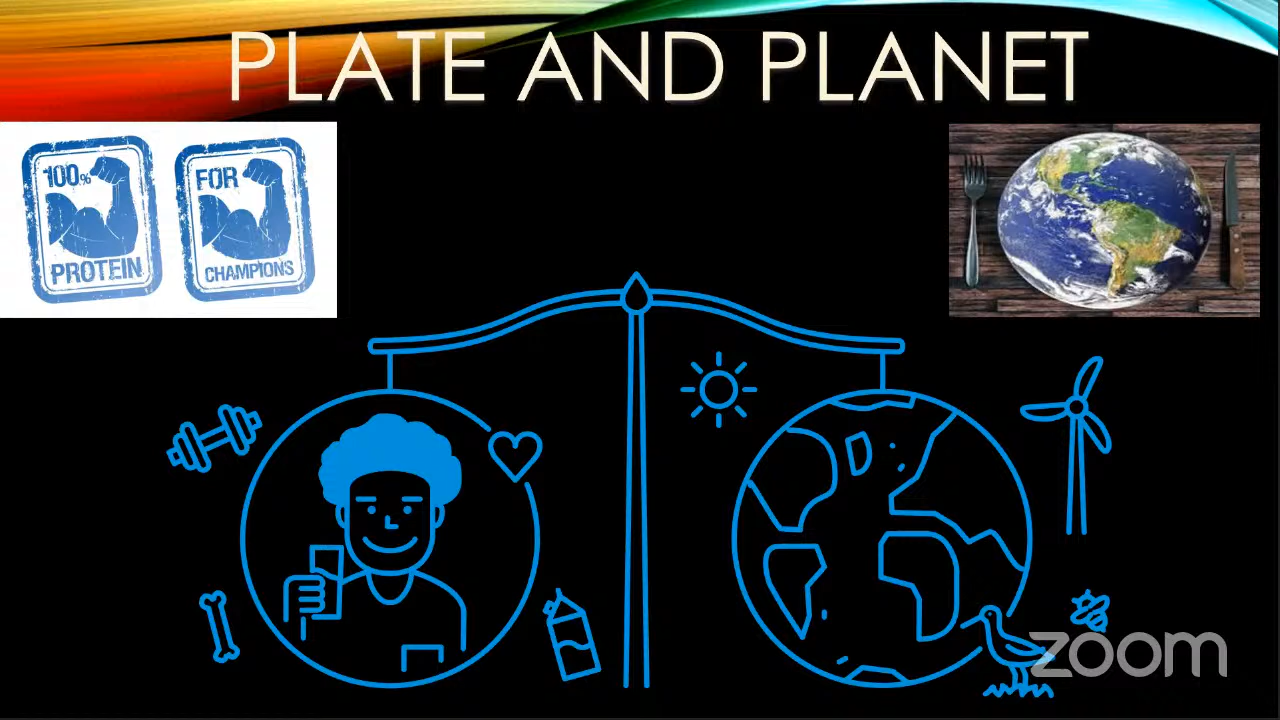 PLATE AND PLANET
100%
PROTEIN
FOR
CHAMPIONS
zoom